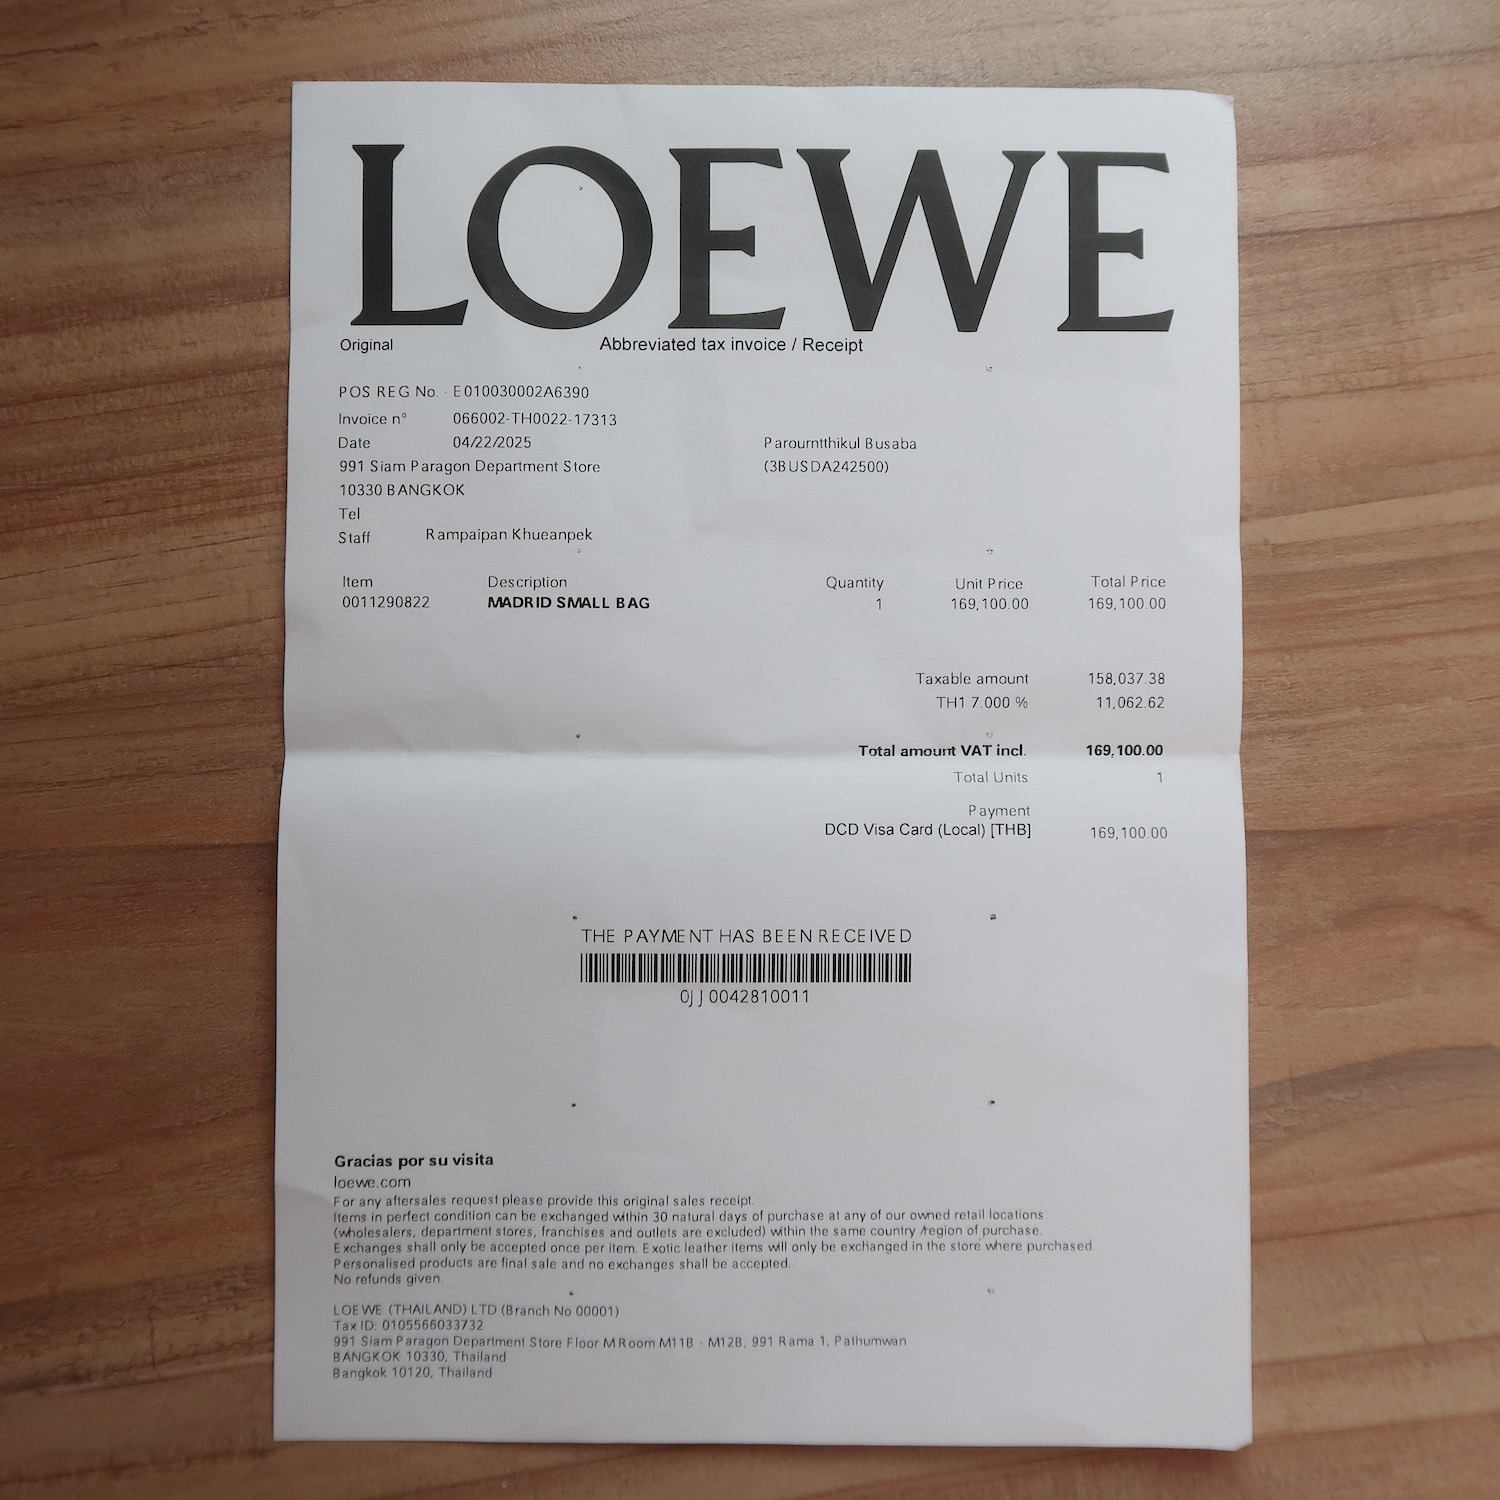 LOEWE
Original Abbreviated tax invoice / Receipt
POS REG No. - E010030002A6390
Invoice n° 066002-TH0022-17313
Date 04/22/2025 Parourntthikul Busaba
991 Siam Paragon Department Store (3BUSDA242500)
10330 BANGKOK
Tel
Staff Rampaipan Khueanpek
Item Description Quantity Unit Price Total Price
0011290822 MADRID SMALL BAG 1 169,100.00 169,100.00
Taxable amount 158,037.38
TH1 7.000 % 11,062.62
Total amount VAT incl. 169,100.00
Total Units 1
Payment
DCD Visa Card (Local) [THB] 169,100.00
THE PAYMENT HAS BEEN RECEIVED
0JJ0042810011
Gracias por su visita
loewe.com
For any aftersales request please provide this original sales receipt.
Items in perfect condition can be exchanged within 30 natural days of purchase at any of our owned retail locations
(wholesalers, department stores, franchises and outlets are excluded) within the same country /region of purchase.
Exchanges shall only be accepted once per item. Exotic leather items will only be exchanged in the store where purchased.
Personalised products are final sale and no exchanges shall be accepted.
No refunds given.
LOEWE (THAILAND) LTD (Branch No 00001)
Tax ID: 0105566033732
991 Siam Paragon Department Store Floor M Room M11B - M12B, 991 Rama 1, Pathumwan
BANGKOK 10330, Thailand
Bangkok 10120, Thailand